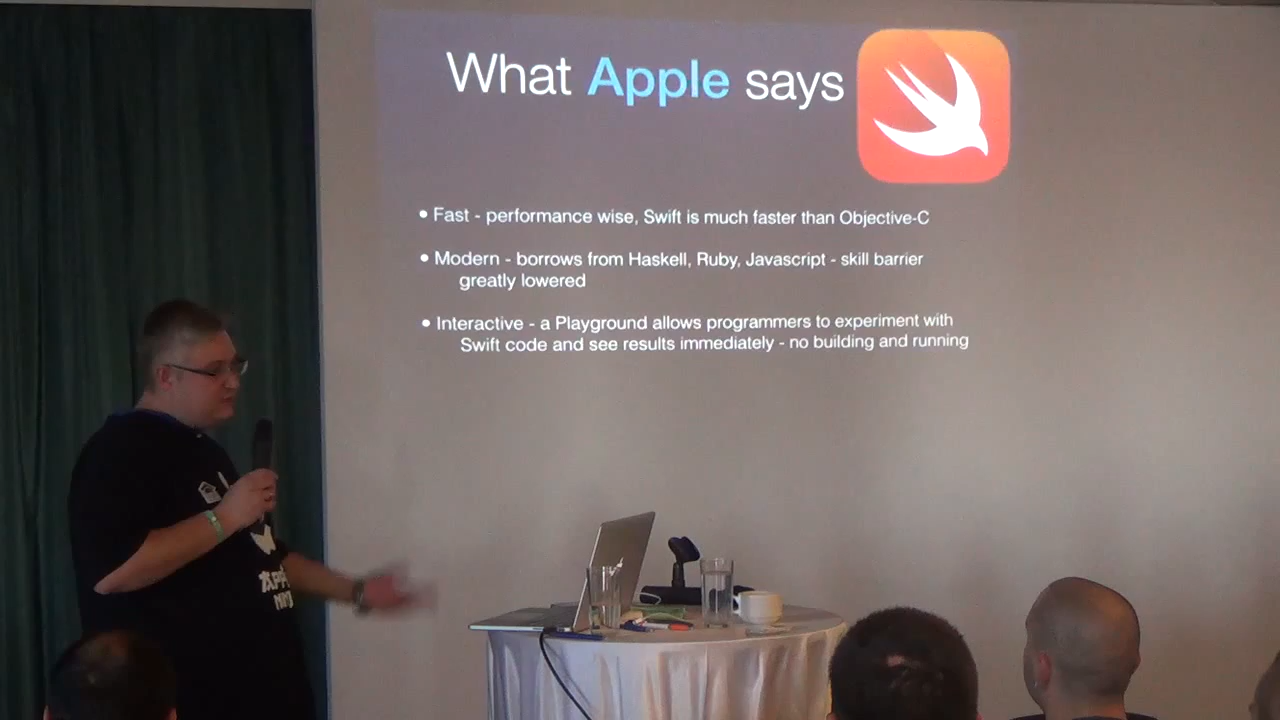 What Apple says
• Fast - performance wise, Swift is much faster than Objective-C
• Modern - borrows from Haskell, Ruby, Javascript - skill barrier
greatly lowered
• Interactive - a Playground allows programmers to experiment with
Swift code and see results immediately - no building and running